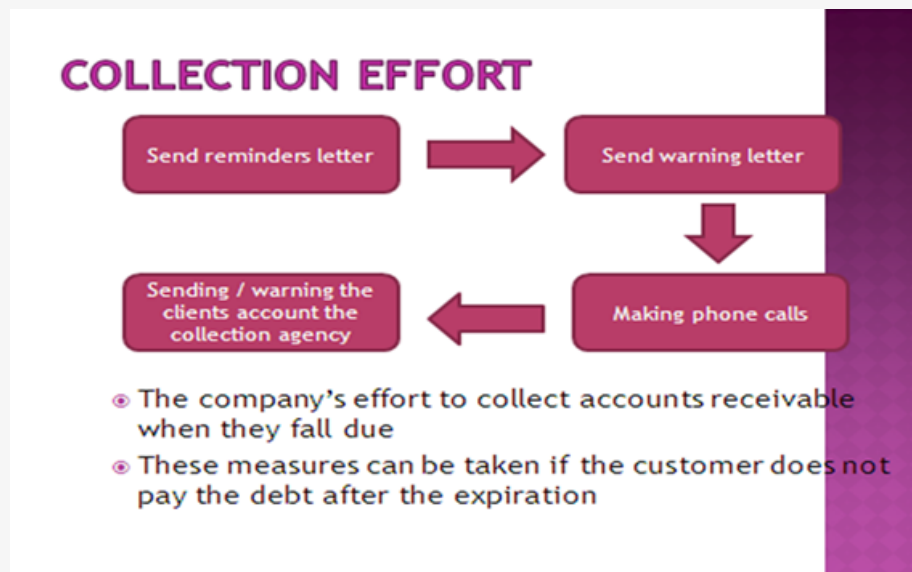 COLLECTION EFFORT
Send reminders letter
Send warning letter
Making phone calls
Sending / warning the
clients account the
collection agency
The company's effort to collect accounts receivable
when they fall due
These measures can be taken if the customer does not
pay the debt after the expiration